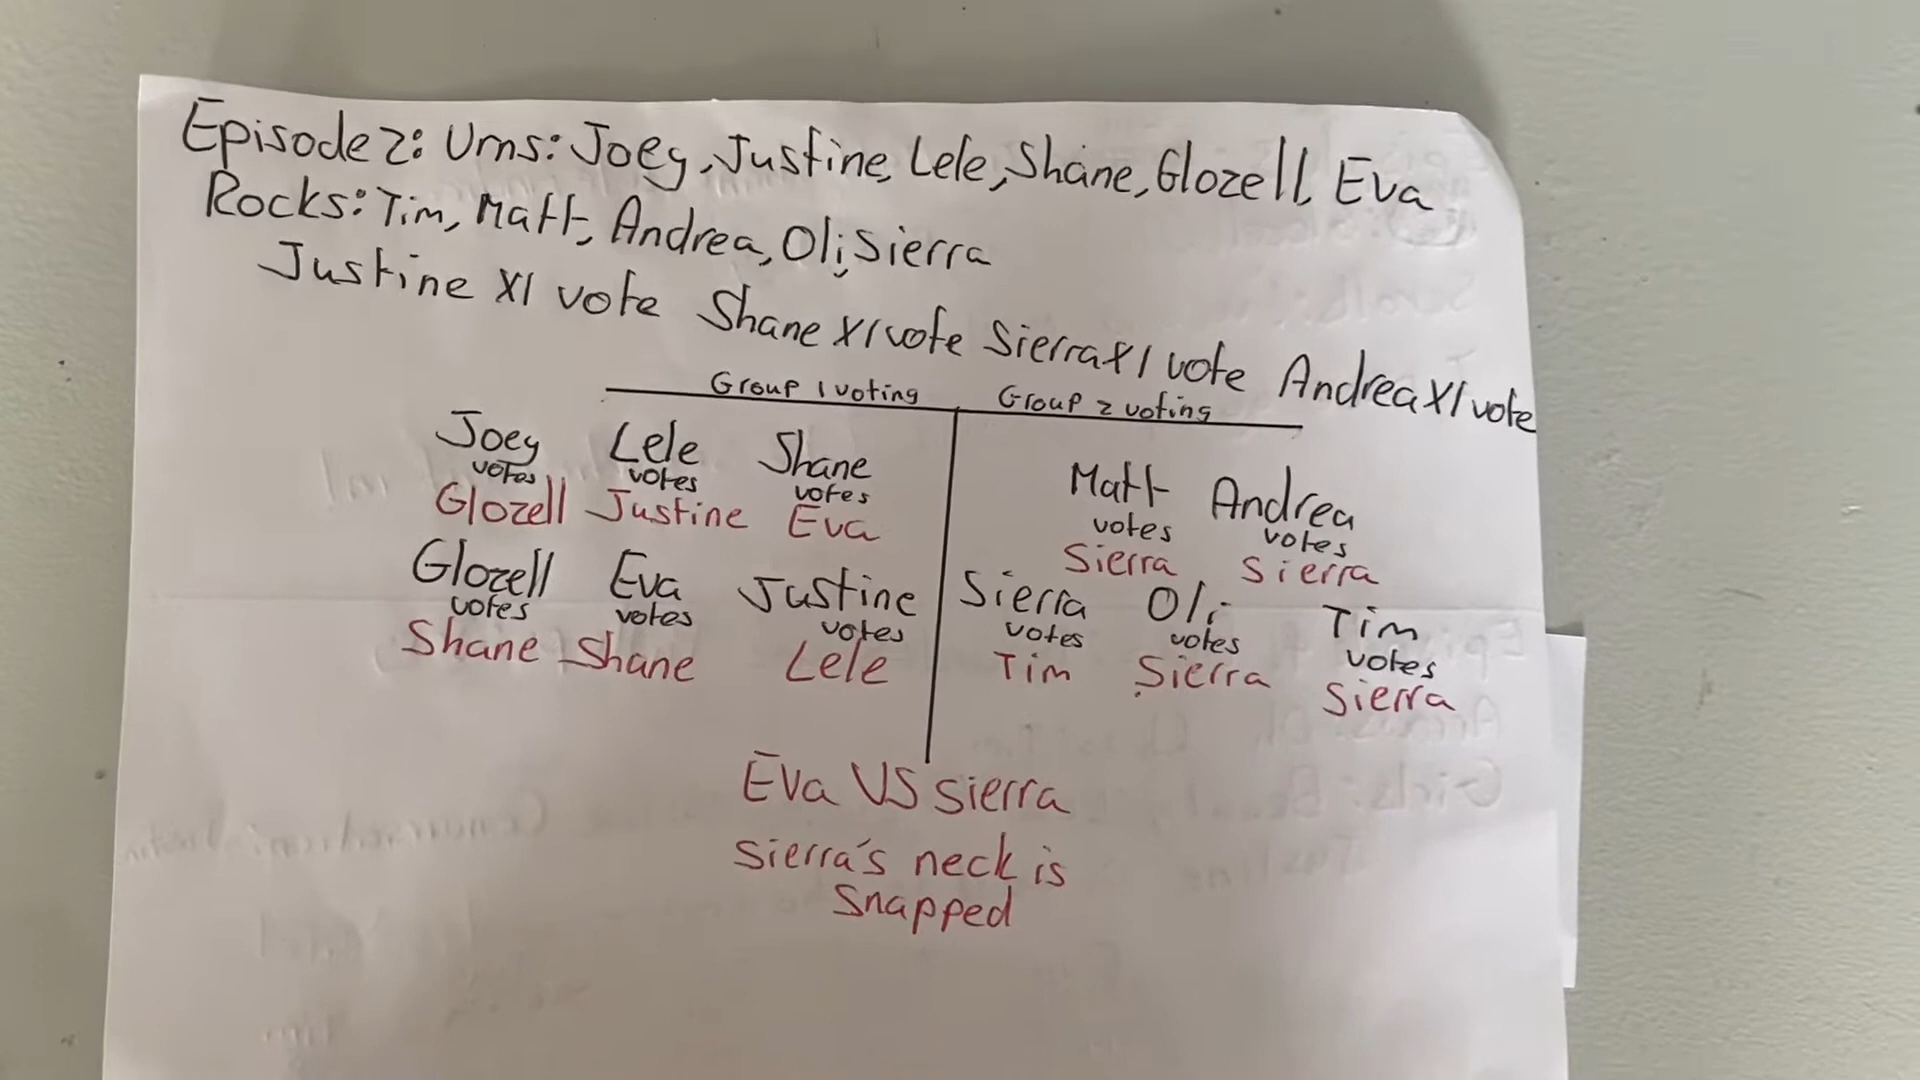 Episode 2: Urns: Joey, Justine, Lele, Shane, Glozell, Eva
Rocks: Tim, Matt, Andrea, Oli, Sierra
Justine X1 vote Shane X1 vote Sierra X1 vote Andrea X1 vote
Group 1 voting Group 2 voting
Joey Lele Shane
votes votes votes
Glozell Justine Eva
Glozell Eva Justine
votes votes votes
Shane Shane Lele
Matt Andrea
votes votes
Sierra Sierra
Sierra Oli Tim
votes votes votes
Tim Sierra Sierra
Eva VS sierra
sierra's neck is
snapped